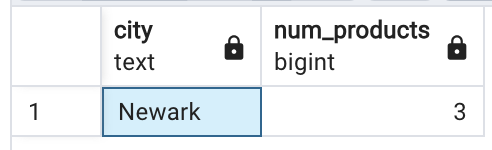 city num_products
text bigint
1 Newark 3